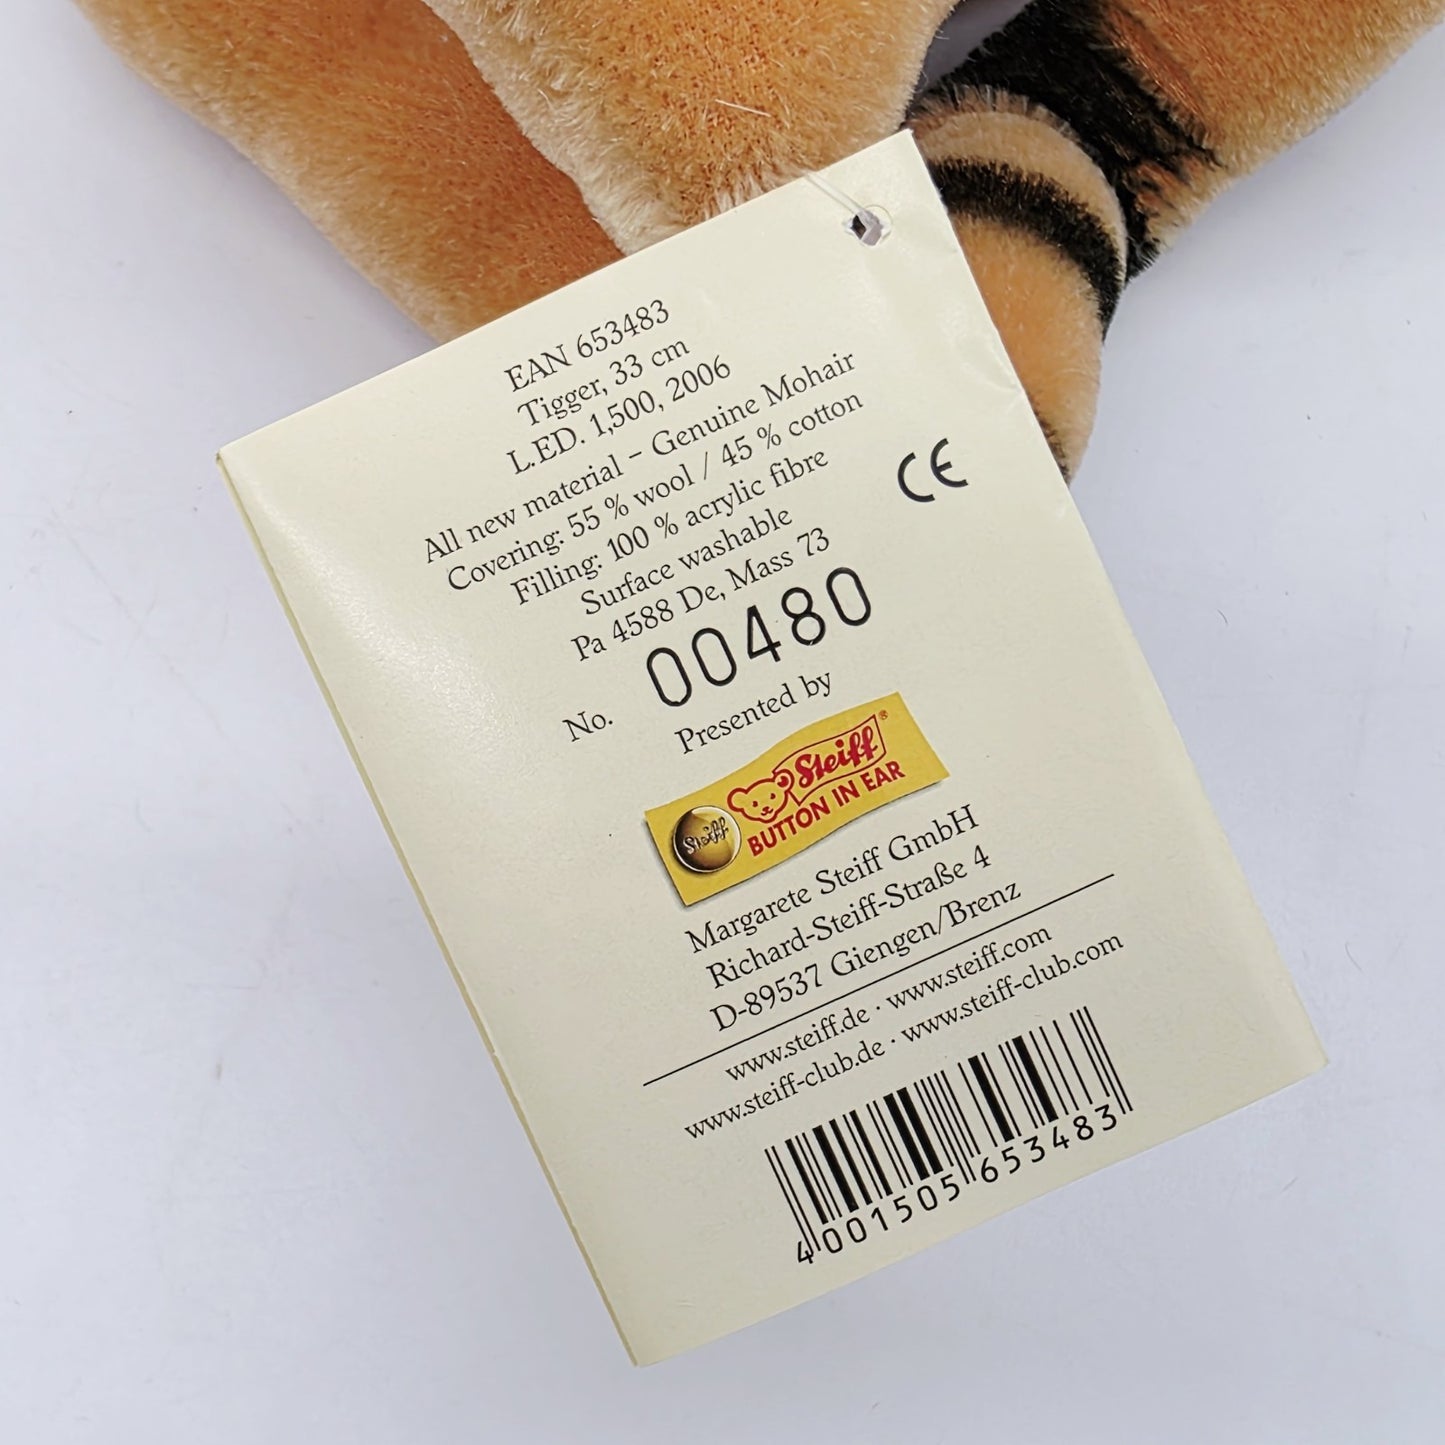 EAN 653483
Tigger, 33 cm
L.ED. 1,500, 2006
All new material – Genuine Mohair
Covering: 55 % wool / 45 % cotton
Filling: 100 % acrylic fibre
Surface washable
Pa 4588 De, Mass 73
CE
No. 00480
Presented by
Steiff®
Steiff
BUTTON IN EAR
Margarete Steiff GmbH
Richard-Steiff-Straße 4
D-89537 Giengen/Brenz
www.steiff.de · www.steiff.com
www.steiff-club.de · www.steiff-club.com
4 001505 653483